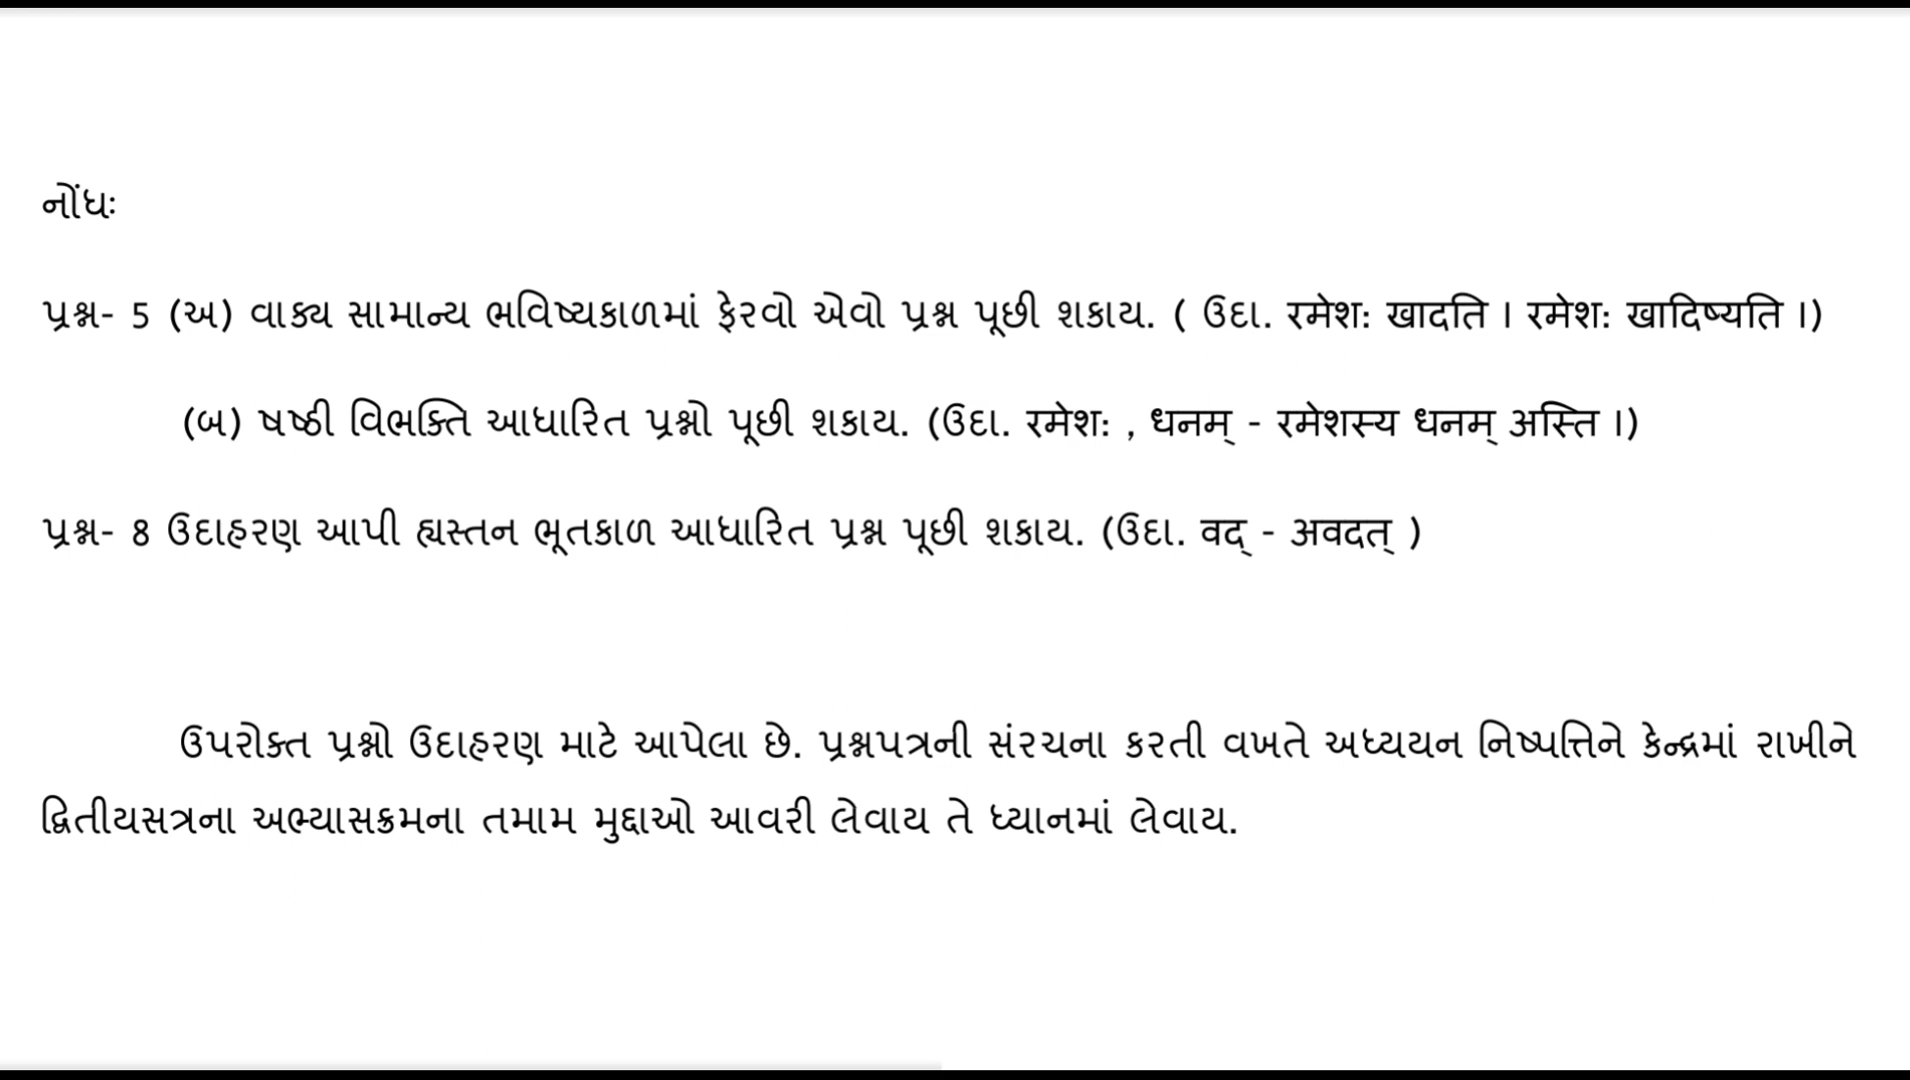 નોંધઃ
પ્રશ્ન- 5 (અ) વાક્ય સામાન્ય ભવિષ્યકાળમાં ફેરવો એવો પ્રશ્ન પૂછી શકાય. ( ઉદા. रमेशः खादति । रमेशः खादिष्यति ।)
(બ) ષષ્ઠી વિભક્તિ આધારિત પ્રશ્નો પૂછી શકાય. (ઉદા. रमेशः , धनम् - रमेशस्य धनम् अस्ति ।)
પ્રશ્ન- 8 ઉદાહરણ આપી હ્યસ્તન ભૂતકાળ આધારિત પ્રશ્ન પૂછી શકાય. (ઉદા. वद् - अवदत् )
ઉપરોક્ત પ્રશ્નો ઉદાહરણ માટે આપેલા છે. પ્રશ્નપત્રની સંરચના કરતી વખતે અધ્યયન નિષ્પત્તિને કેન્દ્રમાં રાખીને
દ્વિતીયસત્રના અભ્યાસક્રમના તમામ મુદ્દાઓ આવરી લેવાય તે ધ્યાનમાં લેવાય.